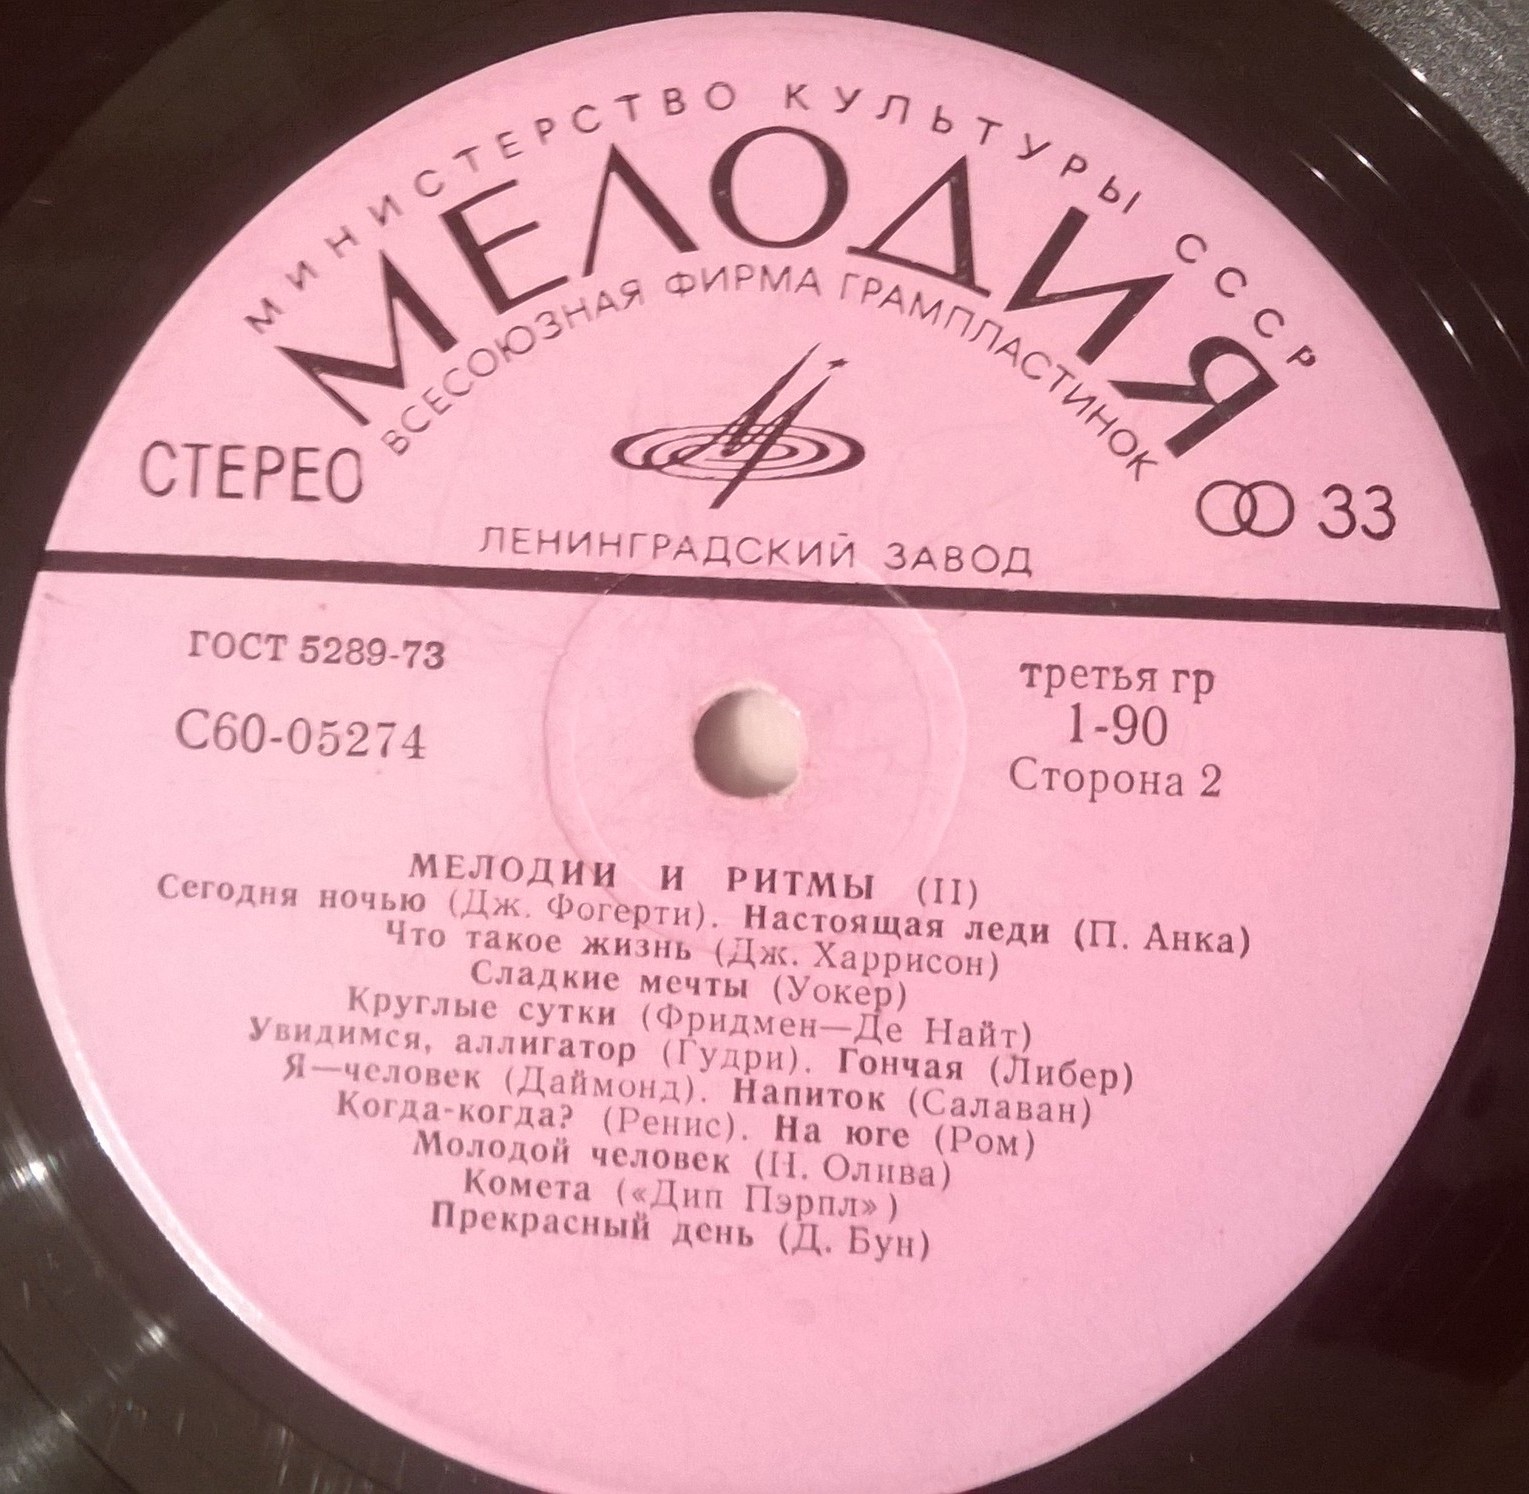 МИНИСТЕРСТВО КУЛЬТУРЫ СССР
МЕЛОДИЯ
ВСЕСОЮЗНАЯ ФИРМА ГРАМПЛАСТИНОК
СТЕРЕО
33
ЛЕНИНГРАДСКИЙ ЗАВОД
ГОСТ 5289-73
С60-05274
третья гр
1-90
Сторона 2
МЕЛОДИИ И РИТМЫ (II)
Сегодня ночью (Дж. Фогерти). Настоящая леди (П. Анка)
Что такое жизнь (Дж. Харрисон)
Сладкие мечты (Уокер)
Круглые сутки (Фридмен—Де Найт)
Увидимся, аллигатор (Гудри). Гончая (Либер)
Я—человек (Даймонд). Напиток (Салаван)
Когда-когда? (Ренис). На юге (Ром)
Молодой человек (Н. Олива)
Комета («Дип Пэрпл»)
Прекрасный день (Д. Бун)